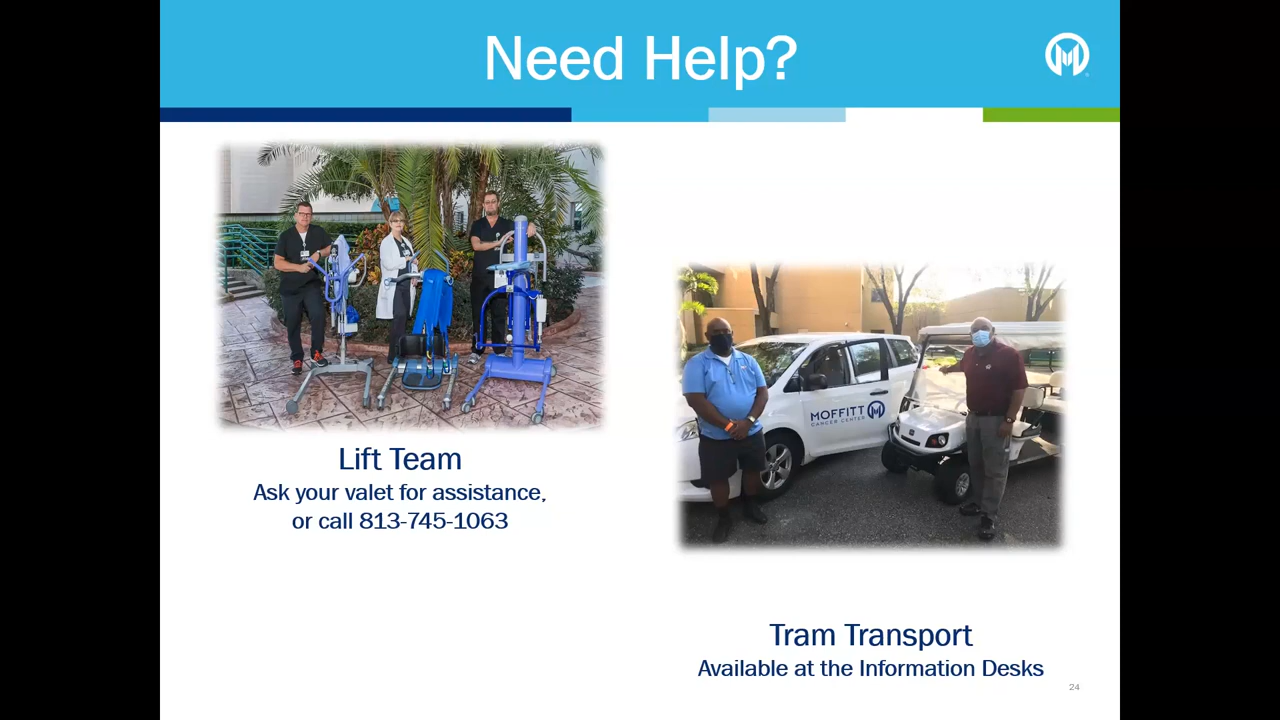 Need Help?
Lift Team
Ask your valet for assistance,
or call 813-745-1063
MOFFITT
CANCER CENTER
Tram Transport
Available at the Information Desks
24